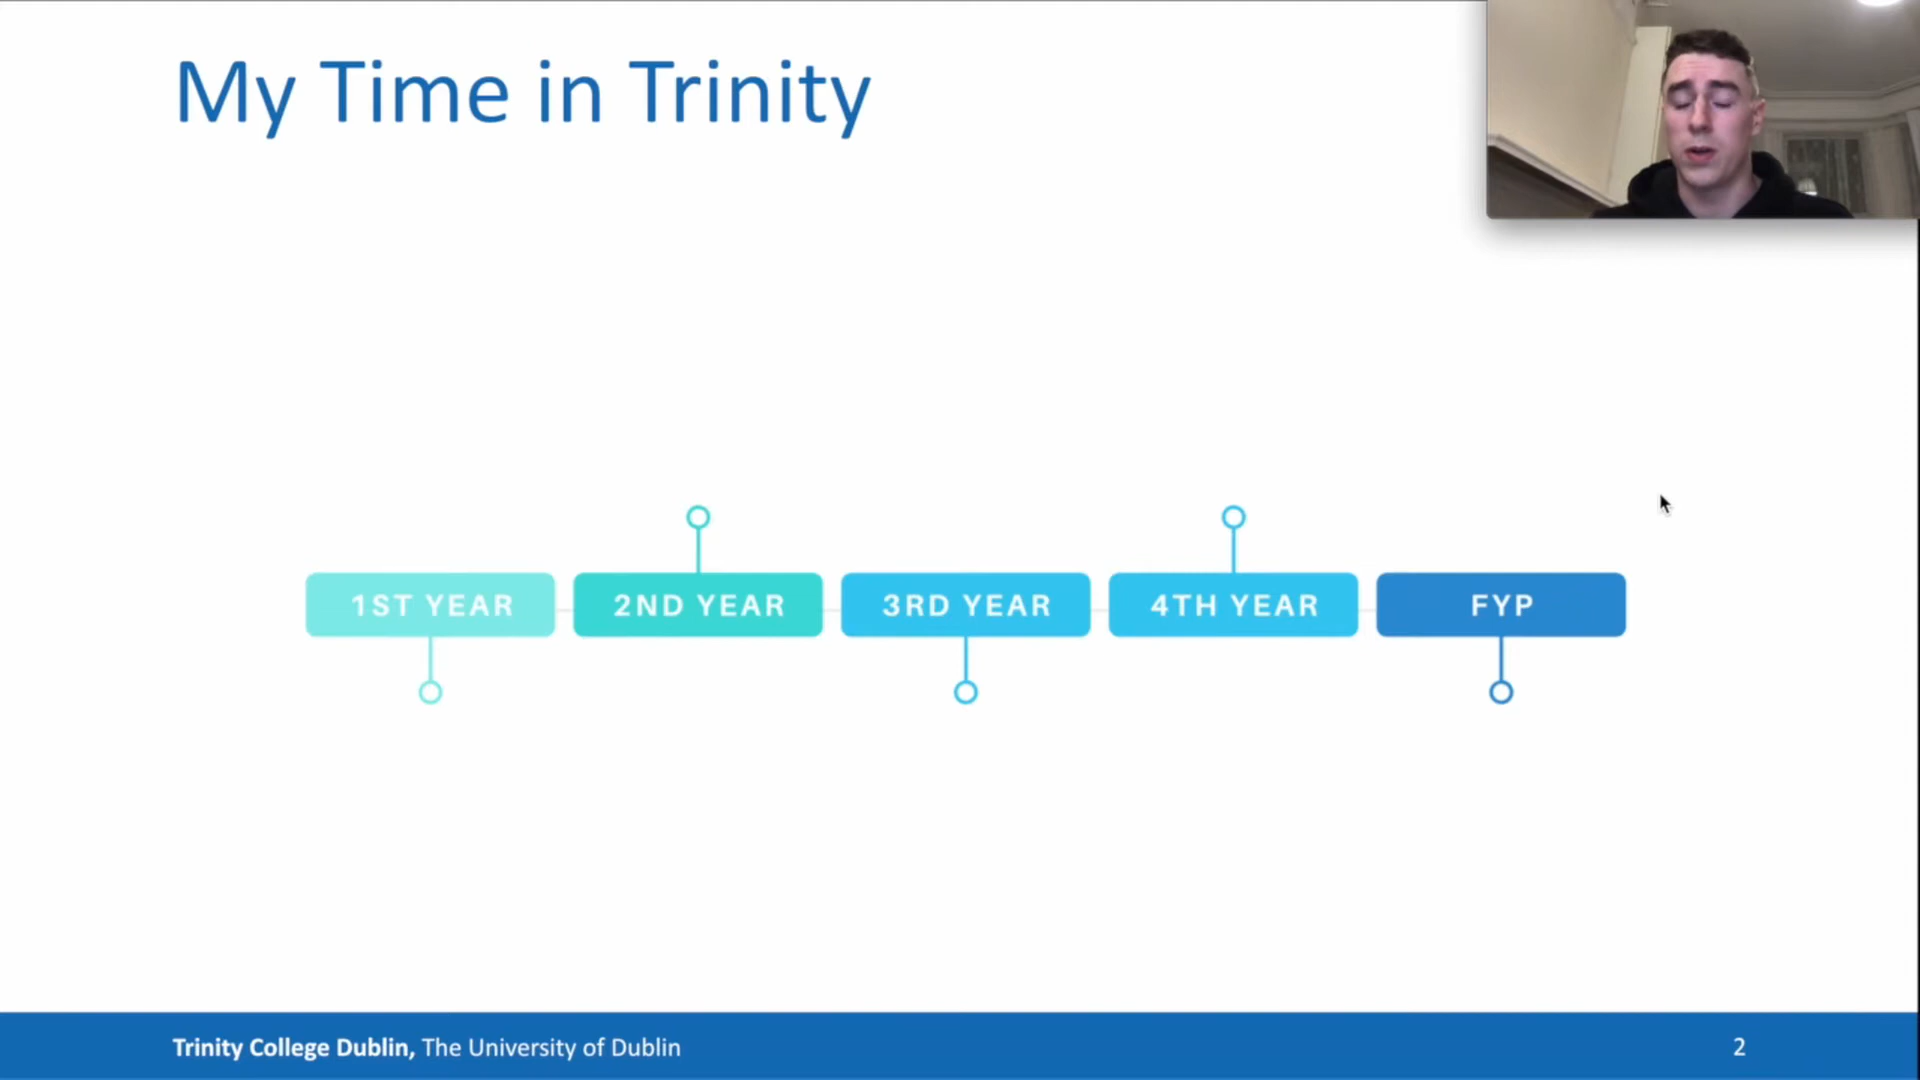 My Time in Trinity
1ST YEAR
2ND YEAR
3RD YEAR
4TH YEAR
FYP
Trinity College Dublin, The University of Dublin
2